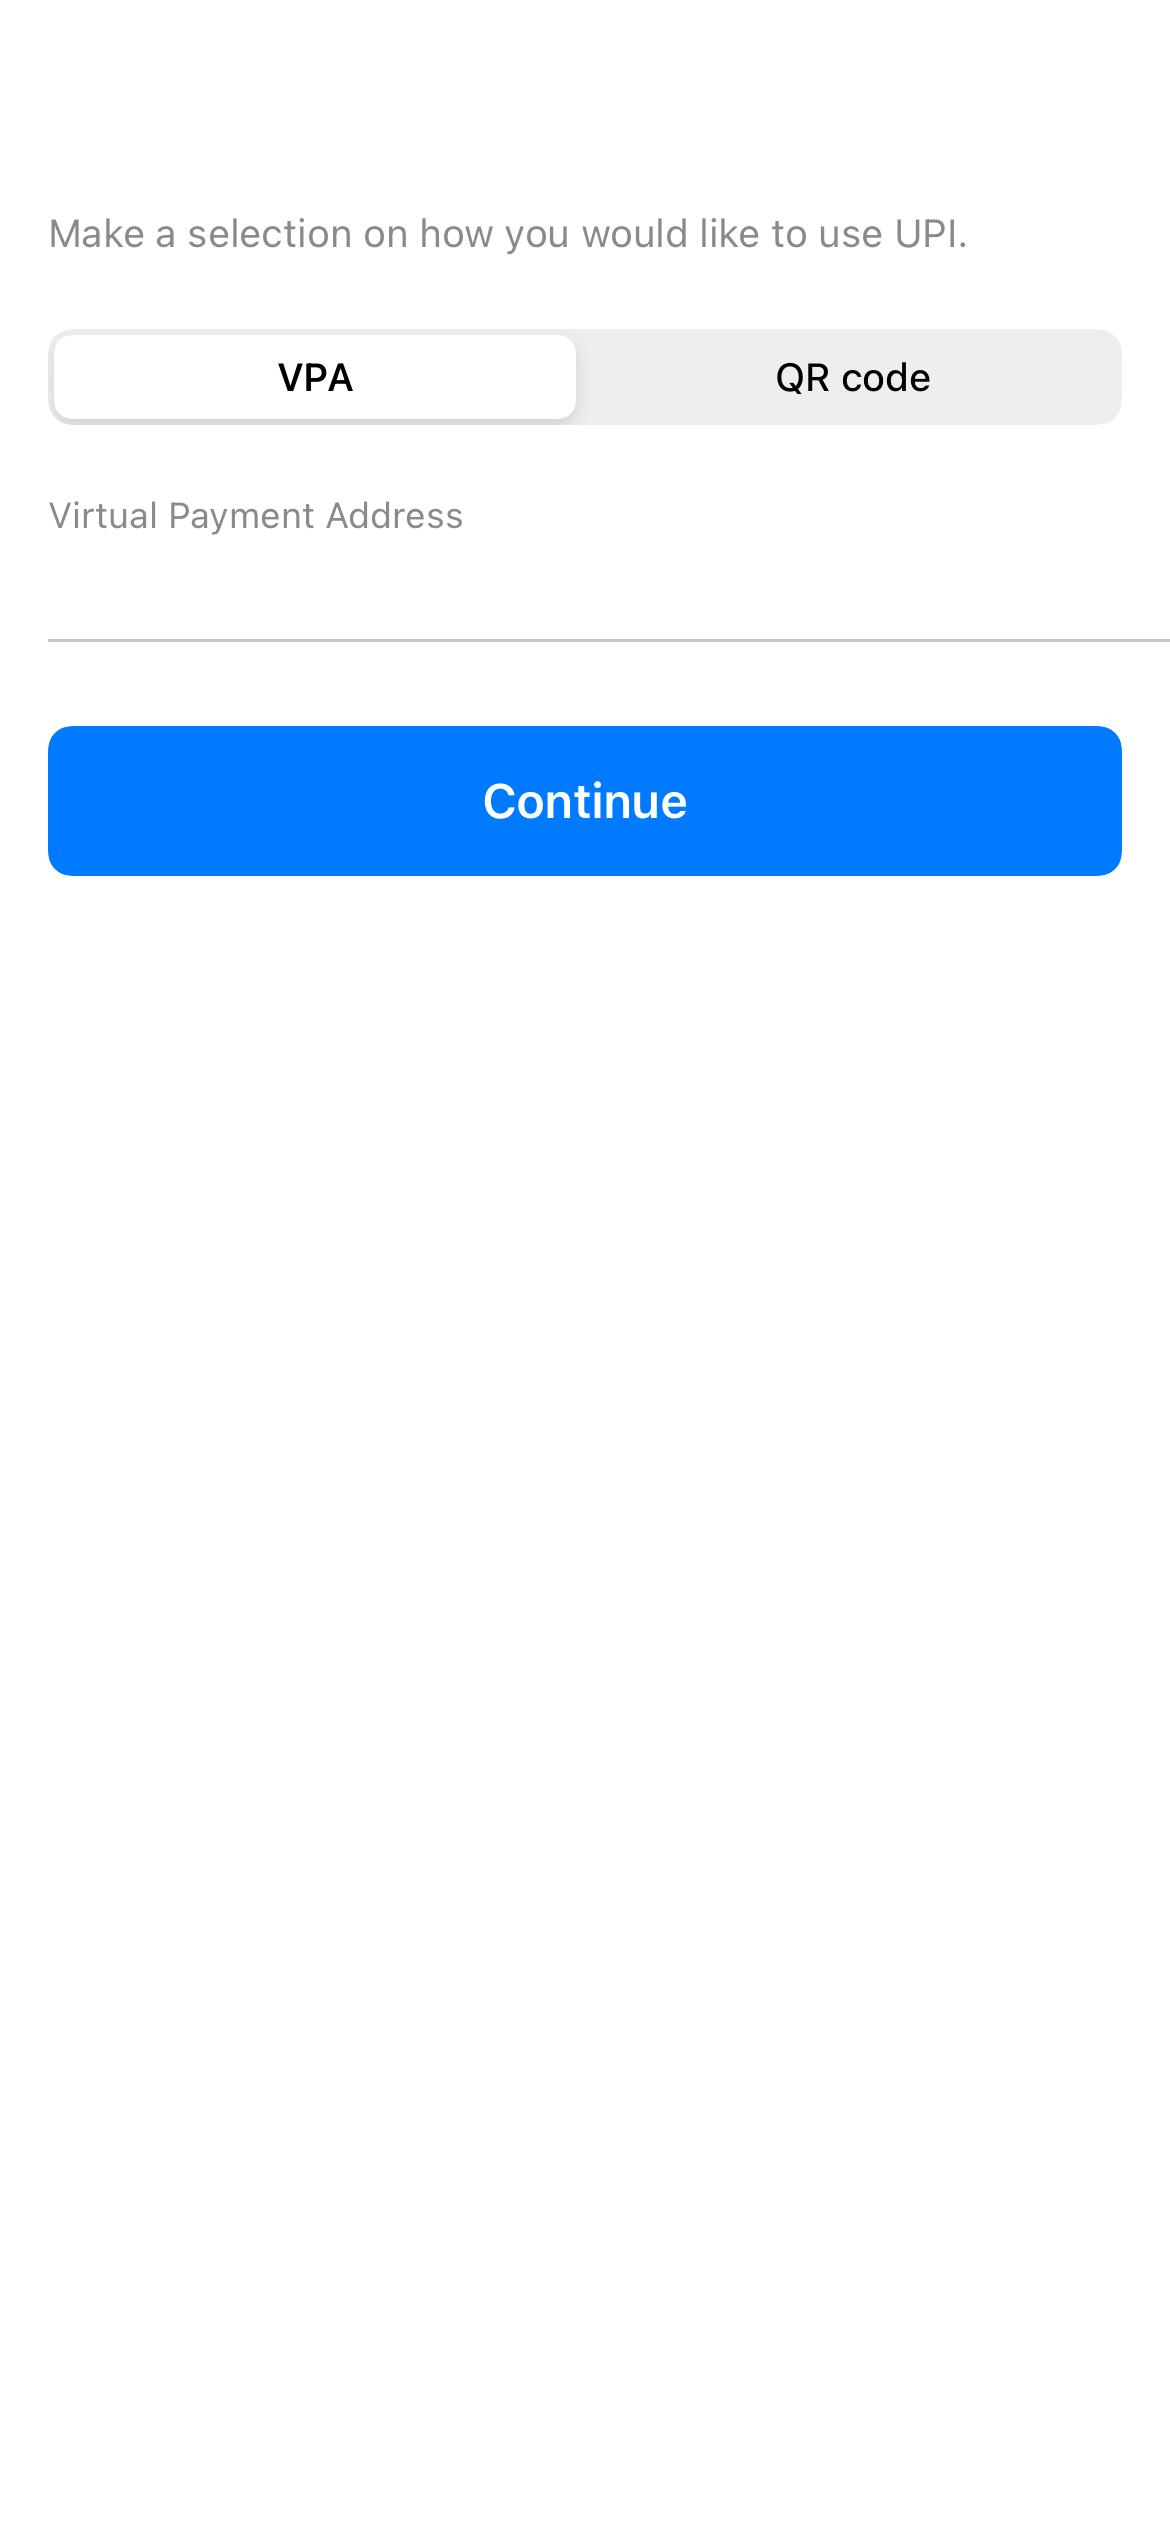 Make a selection on how you would like to use UPI.
VPA
QR code
Virtual Payment Address
Continue